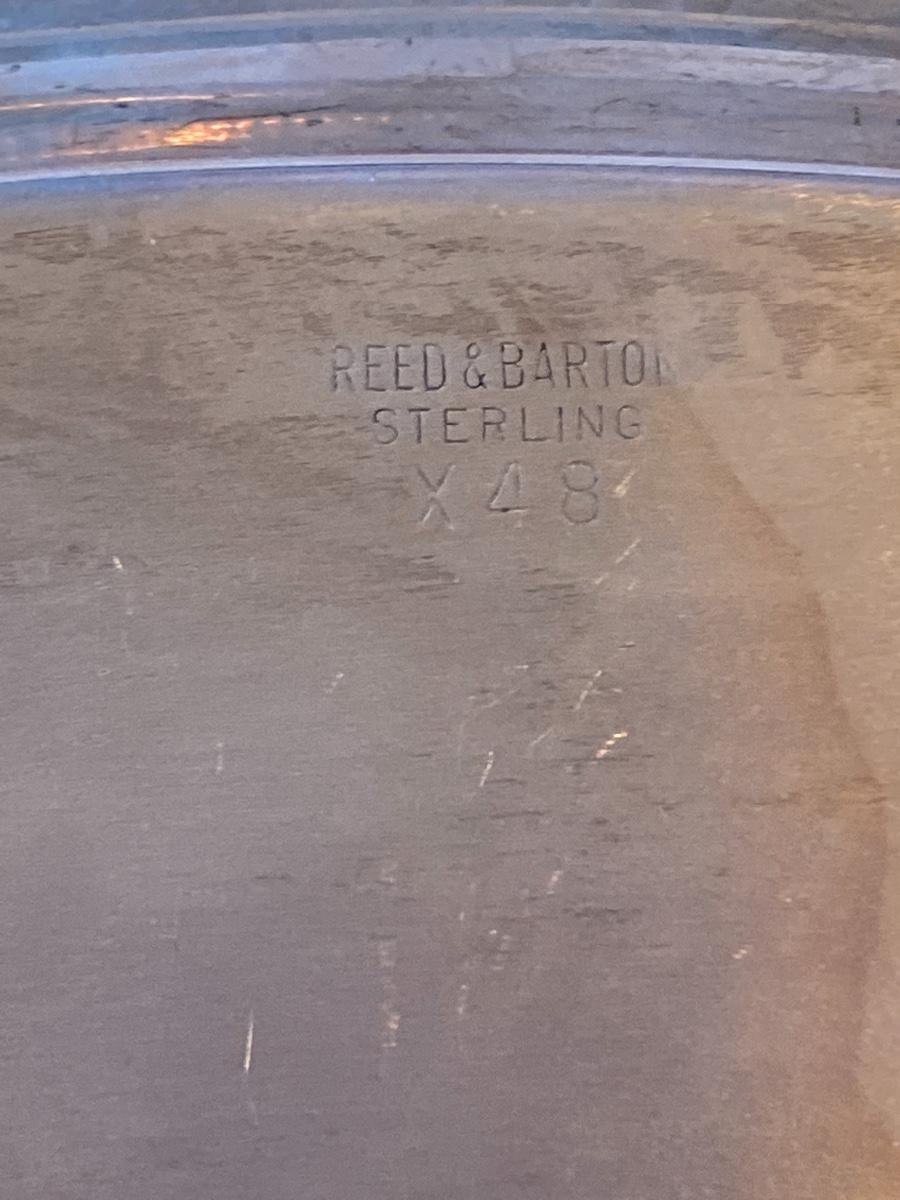 REED & BARTON
STERLING
X48